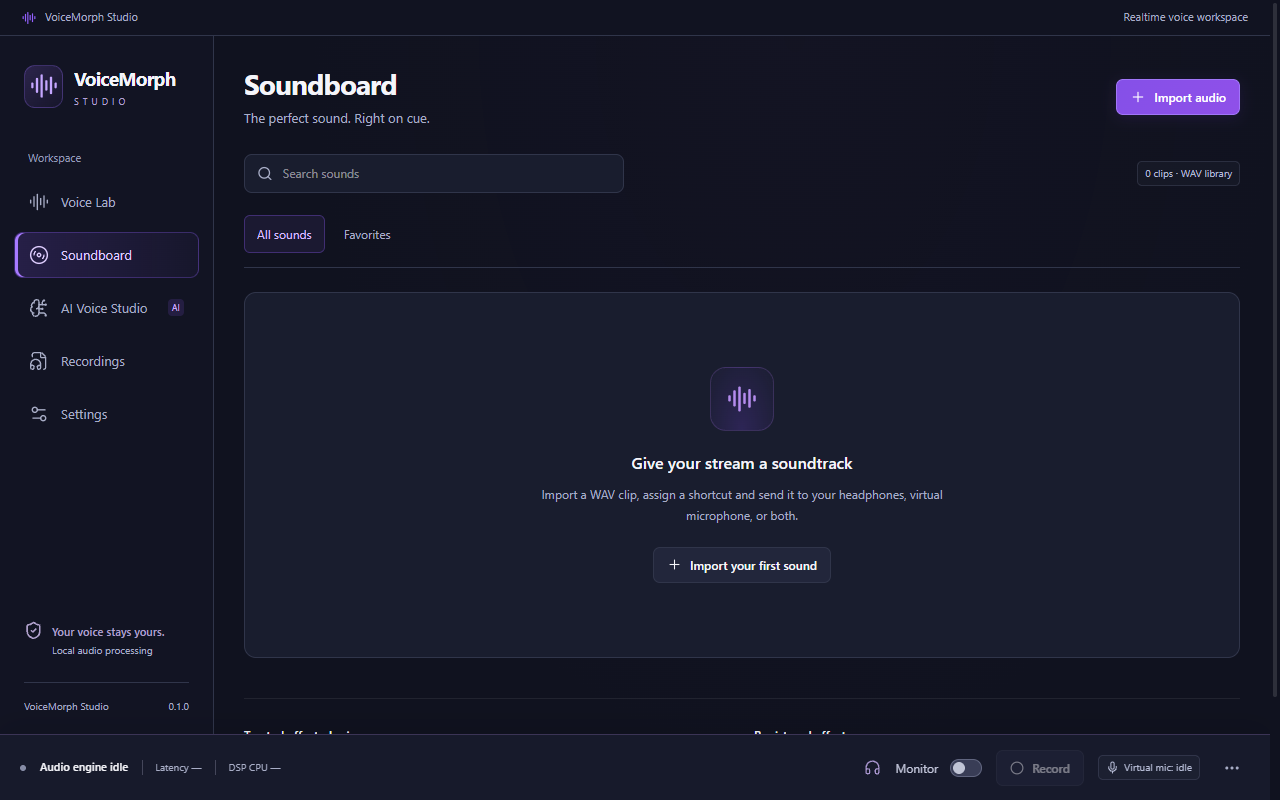 VoiceMorph Studio
Realtime voice workspace
VoiceMorph
STUDIO
Workspace
Voice Lab
Soundboard
AI Voice Studio AI
Recordings
Settings
Your voice stays yours.
Local audio processing
VoiceMorph Studio 0.1.0
Soundboard
The perfect sound. Right on cue.
Import audio
Search sounds
0 clips · WAV library
All sounds Favorites
Give your stream a soundtrack
Import a WAV clip, assign a shortcut and send it to your headphones, virtual
microphone, or both.
Import your first sound
Audio engine idle Latency — DSP CPU —
Monitor Record Virtual mic: idle